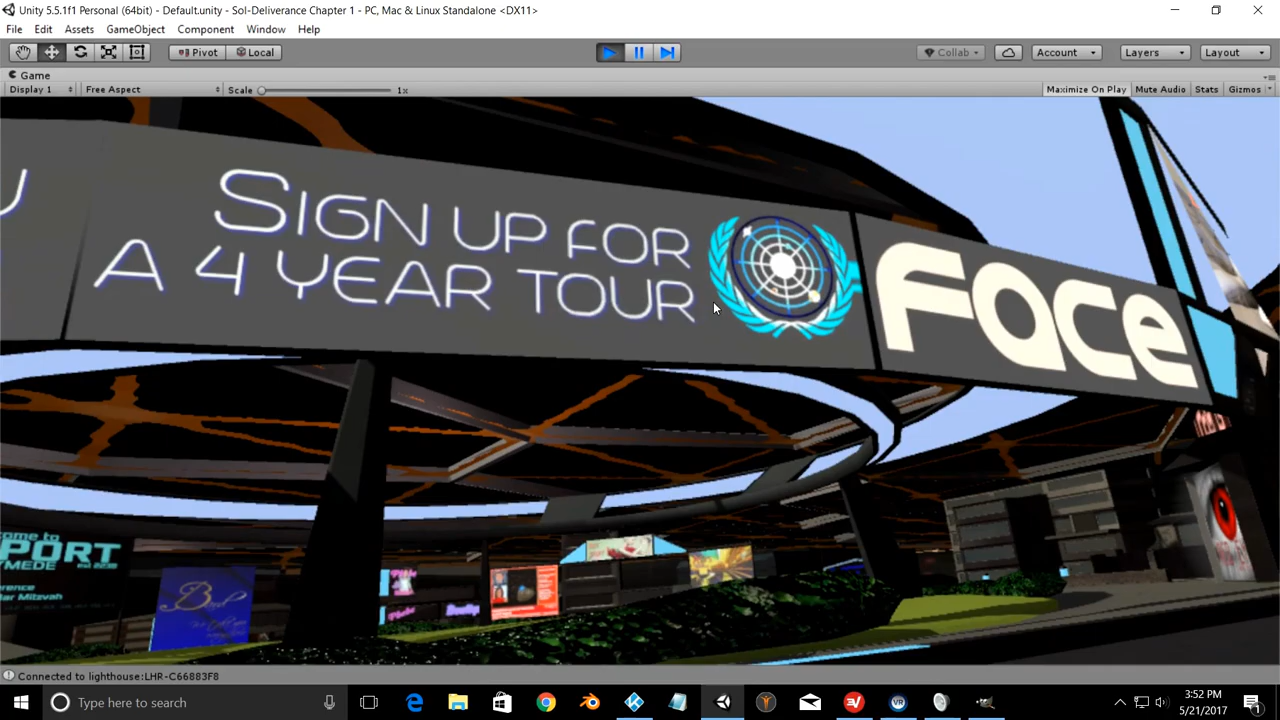 Unity 5.5.1f1 Personal (64bit) - Default.unity - Sol-Deliverance Chapter 1 - PC, Mac & Linux Standalone <DX11>
File Edit Assets GameObject Component Window Help
Pivot Local Collab Account Layers Layout
Game
Display 1 Free Aspect Scale 1x Maximize On Play Mute Audio Stats Gizmos
SIGN UP FOR
A 4 YEAR TOUR
FACE
PORT
YMEDE
Connected to lighthouse:LHR-C66883F8
Type here to search
3:52 PM
5/21/2017